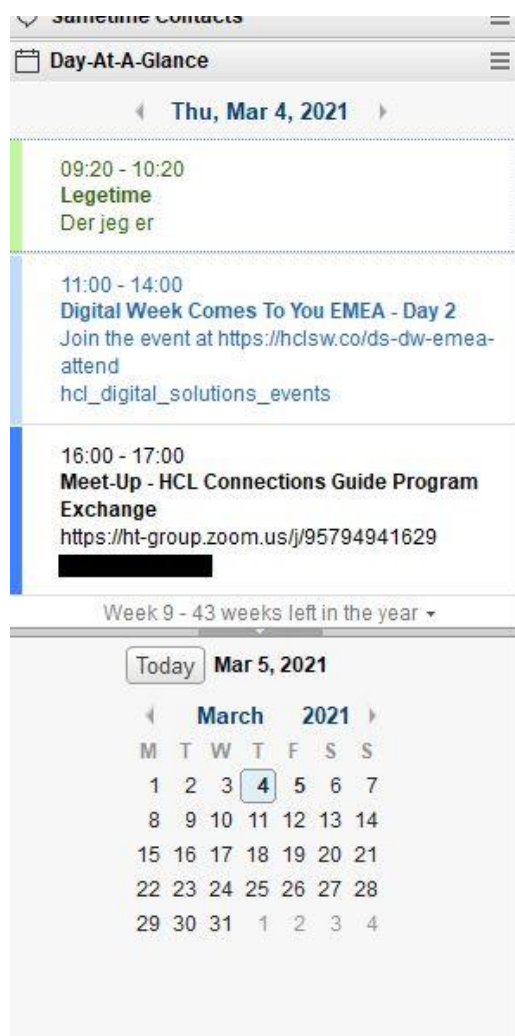 Sametime Contacts
Day-At-A-Glance
Thu, Mar 4, 2021
09:20 - 10:20
Legetime
Der jeg er
11:00 - 14:00
Digital Week Comes To You EMEA - Day 2
Join the event at https://hclsw.co/ds-dw-emea-
attend
hcl_digital_solutions_events
16:00 - 17:00
Meet-Up - HCL Connections Guide Program
Exchange
https://ht-group.zoom.us/j/95794941629
Week 9 - 43 weeks left in the year
Today Mar 5, 2021
March 2021
M T W T F S S
1 2 3 4 5 6 7
8 9 10 11 12 13 14
15 16 17 18 19 20 21
22 23 24 25 26 27 28
29 30 31 1 2 3 4